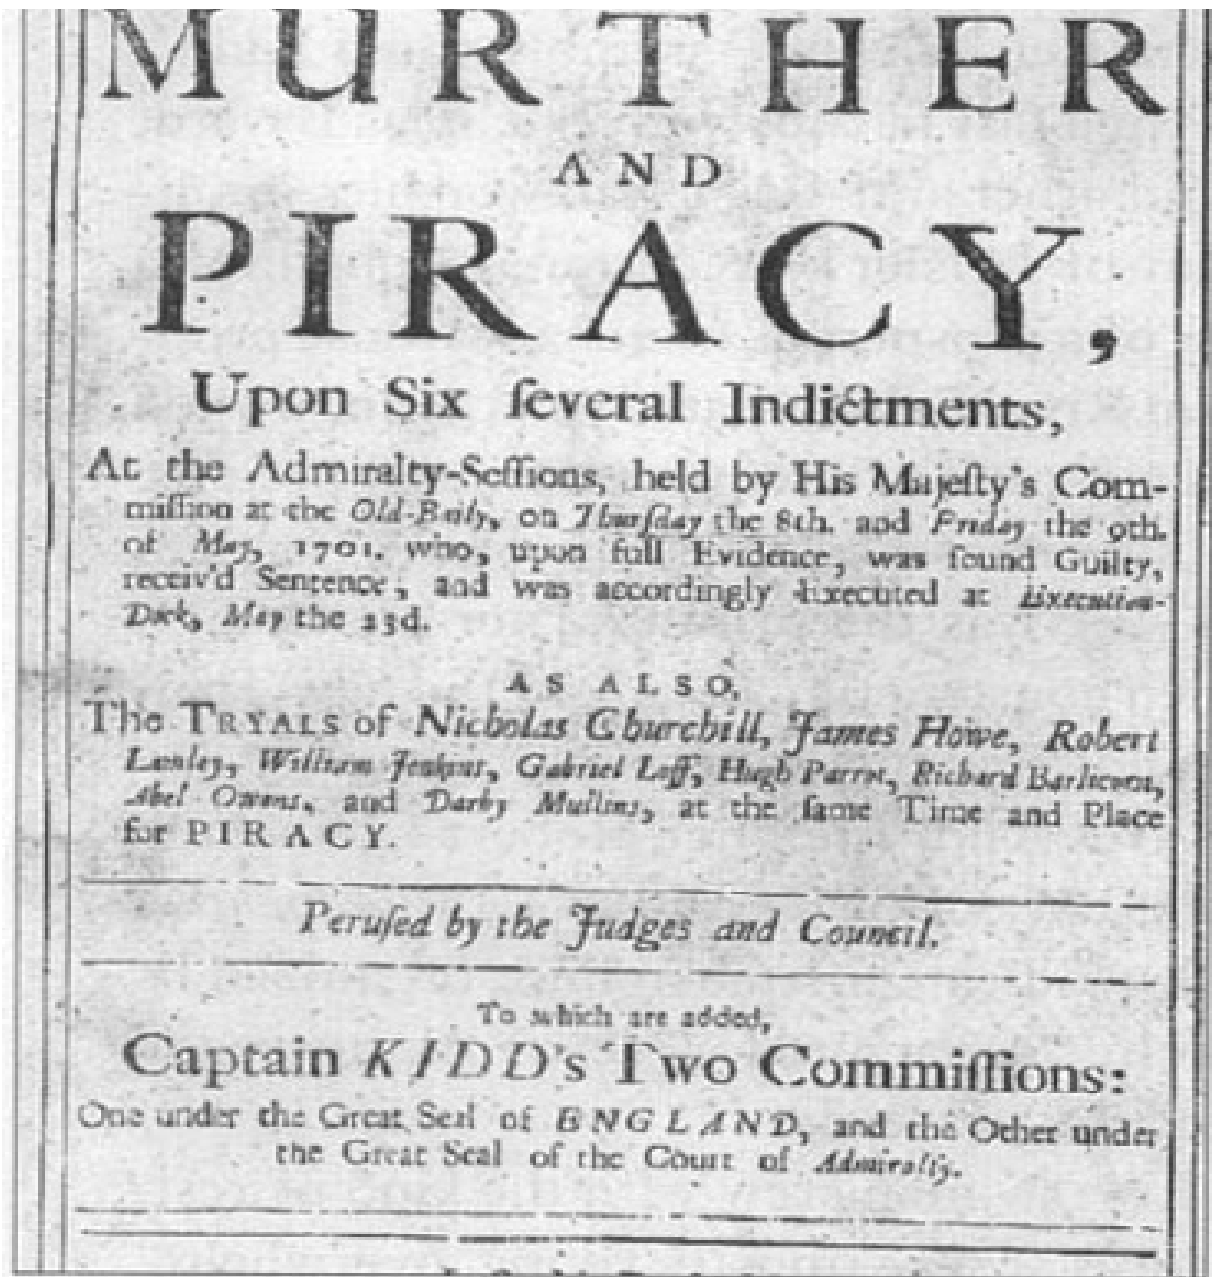 MURTHER
AND
PIRACY,
Upon Six ſeveral Indictments,
At the Admiralty-Seſſions, held by His Majeſty's Com-
miſſion at the Old-Baily, on Thurſday the 8th. and Friday the 9th.
of May, 1701. who, upon full Evidence, was found Guilty,
receiv'd Sentence, and was accordingly Executed at Execution-
Dock, May the 23d.
AS ALSO,
The TRYALS of Nicholas Churchill, James Howe, Robert
Lamley, William Jenkins, Gabriel Loff, Hugh Parrot, Richard Barlicorn,
Abel Owens, and Darby Mullins, at the ſame Time and Place
for PIRACY.
Peruſed by the Judges and Council.
To which are added,
Captain KIDD's Two Commiſſions:
One under the Great Seal of ENGLAND, and the Other under
the Great Seal of the Court of Admiralty.